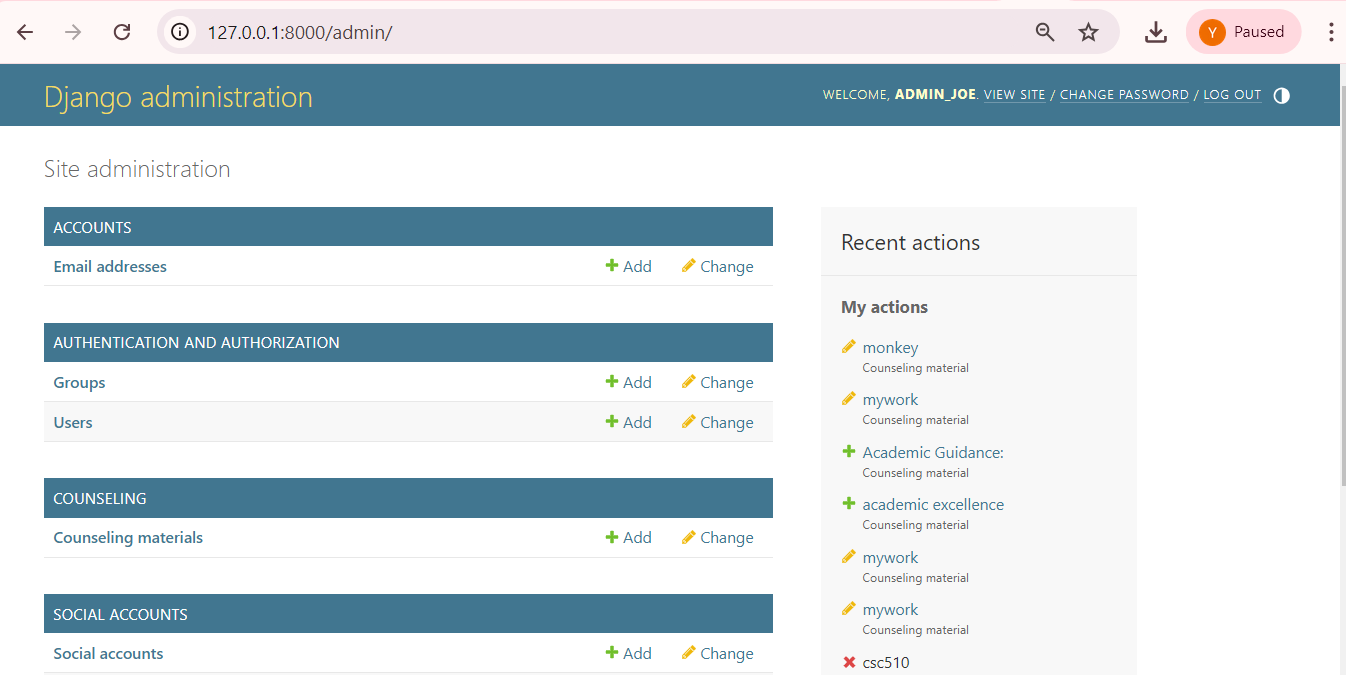 127.0.0.1:8000/admin/
Y Paused
Django administration
WELCOME, ADMIN_JOE. VIEW SITE / CHANGE PASSWORD / LOG OUT
Site administration
ACCOUNTS
Email addresses Add Change
AUTHENTICATION AND AUTHORIZATION
Groups Add Change
Users Add Change
COUNSELING
Counseling materials Add Change
SOCIAL ACCOUNTS
Social accounts Add Change
Recent actions
My actions
monkey
Counseling material
mywork
Counseling material
Academic Guidance:
Counseling material
academic excellence
Counseling material
mywork
Counseling material
mywork
Counseling material
csc510